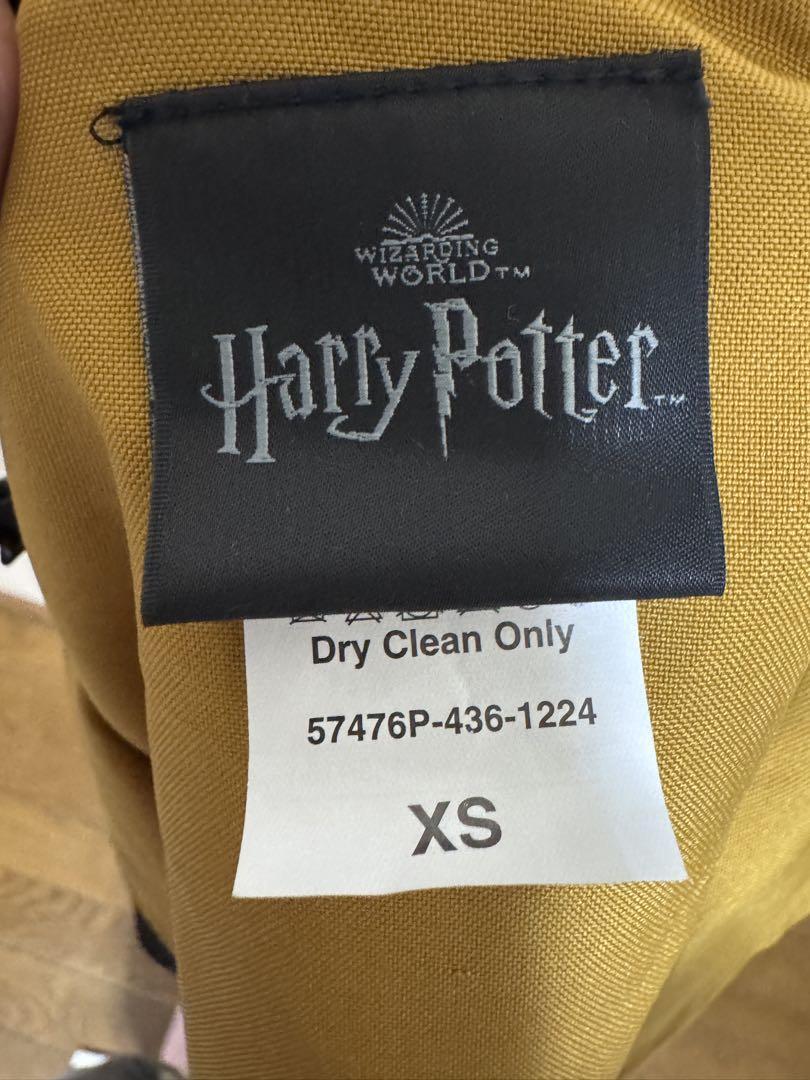 WIZARDING
WORLD™
Harry Potter™
Dry Clean Only
57476P-436-1224
XS